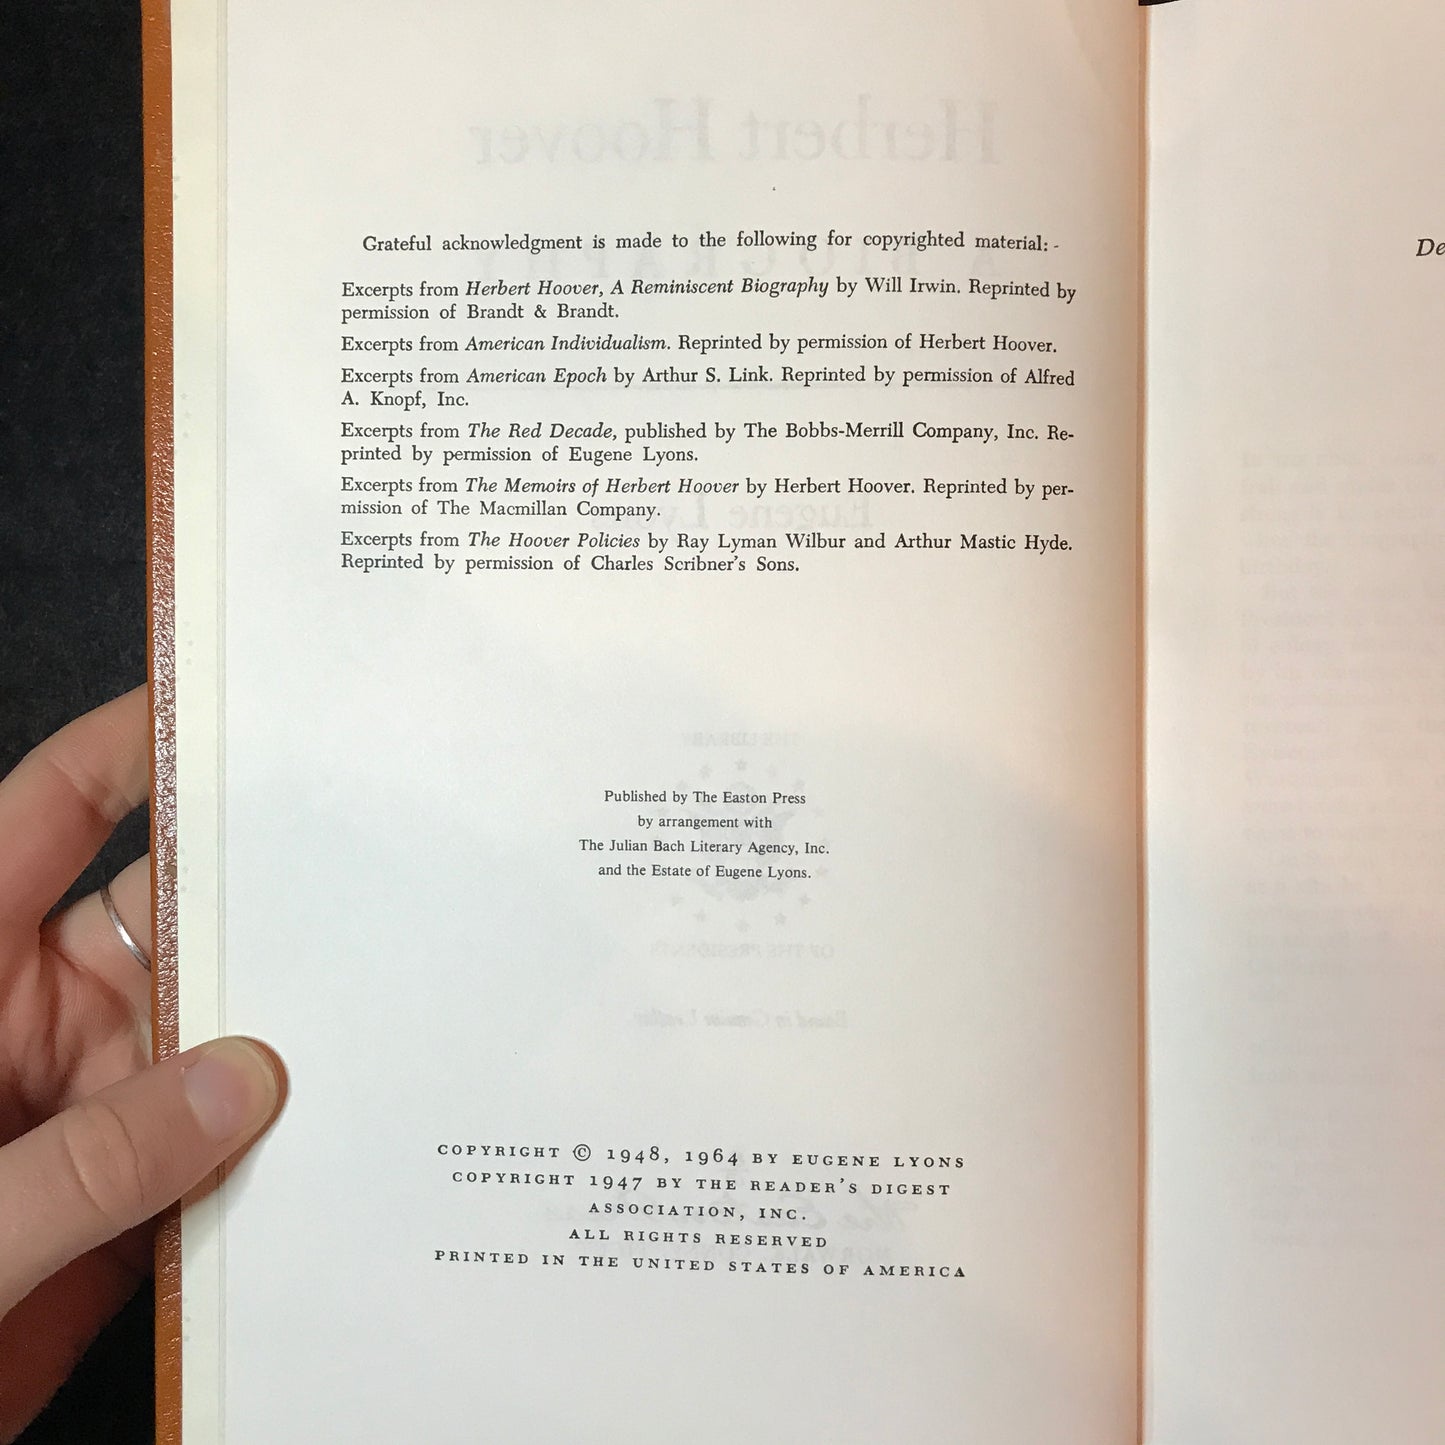 Grateful acknowledgment is made to the following for copyrighted material: -
Excerpts from Herbert Hoover, A Reminiscent Biography by Will Irwin. Reprinted by
permission of Brandt & Brandt.
Excerpts from American Individualism. Reprinted by permission of Herbert Hoover.
Excerpts from American Epoch by Arthur S. Link. Reprinted by permission of Alfred
A. Knopf, Inc.
Excerpts from The Red Decade, published by The Bobbs-Merrill Company, Inc. Re-
printed by permission of Eugene Lyons.
Excerpts from The Memoirs of Herbert Hoover by Herbert Hoover. Reprinted by per-
mission of The Macmillan Company.
Excerpts from The Hoover Policies by Ray Lyman Wilbur and Arthur Mastic Hyde.
Reprinted by permission of Charles Scribner's Sons.
Published by The Easton Press
by arrangement with
The Julian Bach Literary Agency, Inc.
and the Estate of Eugene Lyons.
COPYRIGHT © 1948, 1964 BY EUGENE LYONS
COPYRIGHT 1947 BY THE READER'S DIGEST
ASSOCIATION, INC.
ALL RIGHTS RESERVED
PRINTED IN THE UNITED STATES OF AMERICA
De